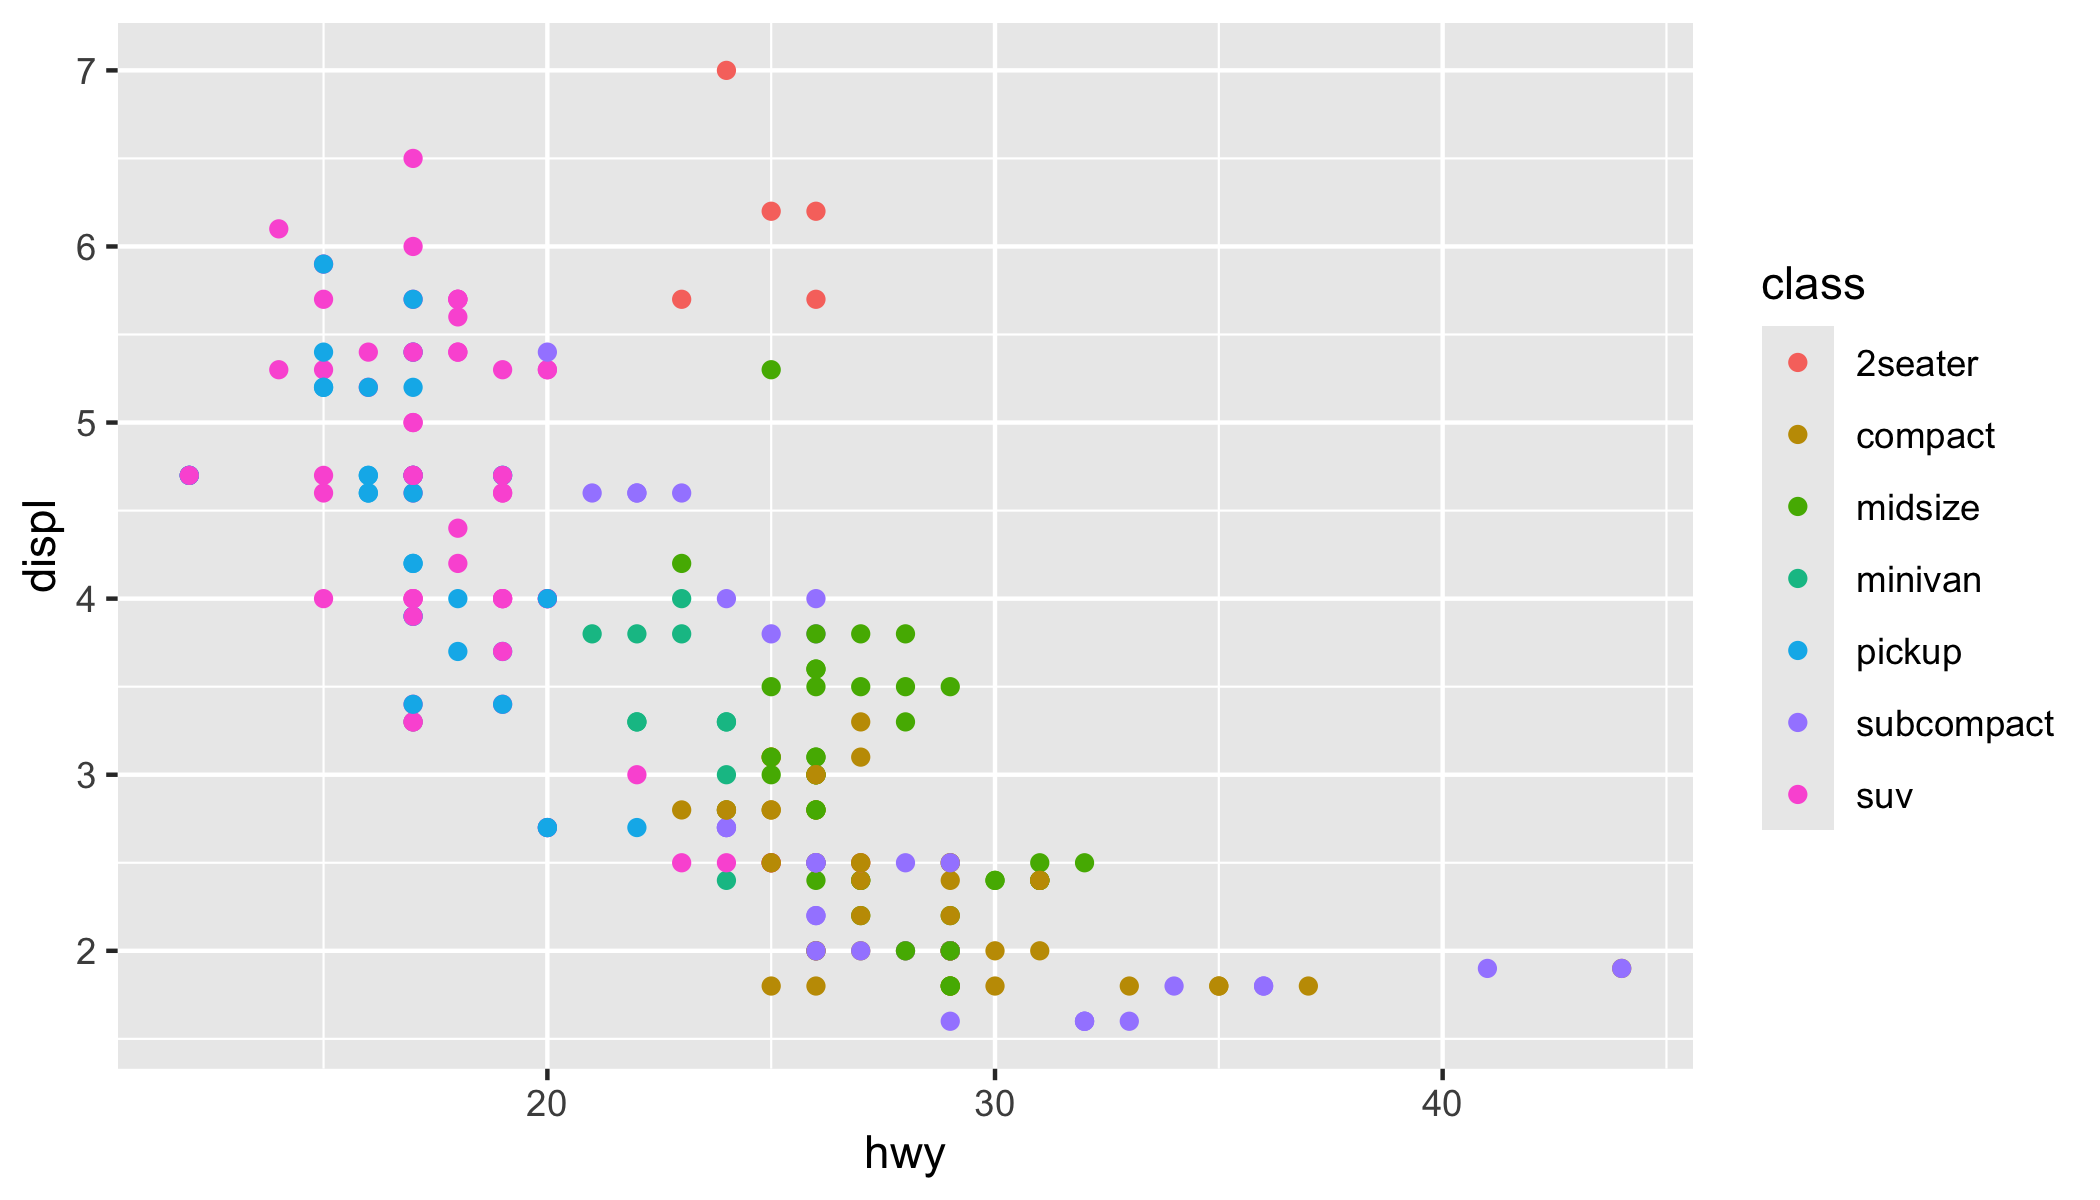 7
6
5
4
3
2
displ
20 30 40
hwy
class
2seater
compact
midsize
minivan
pickup
subcompact
suv